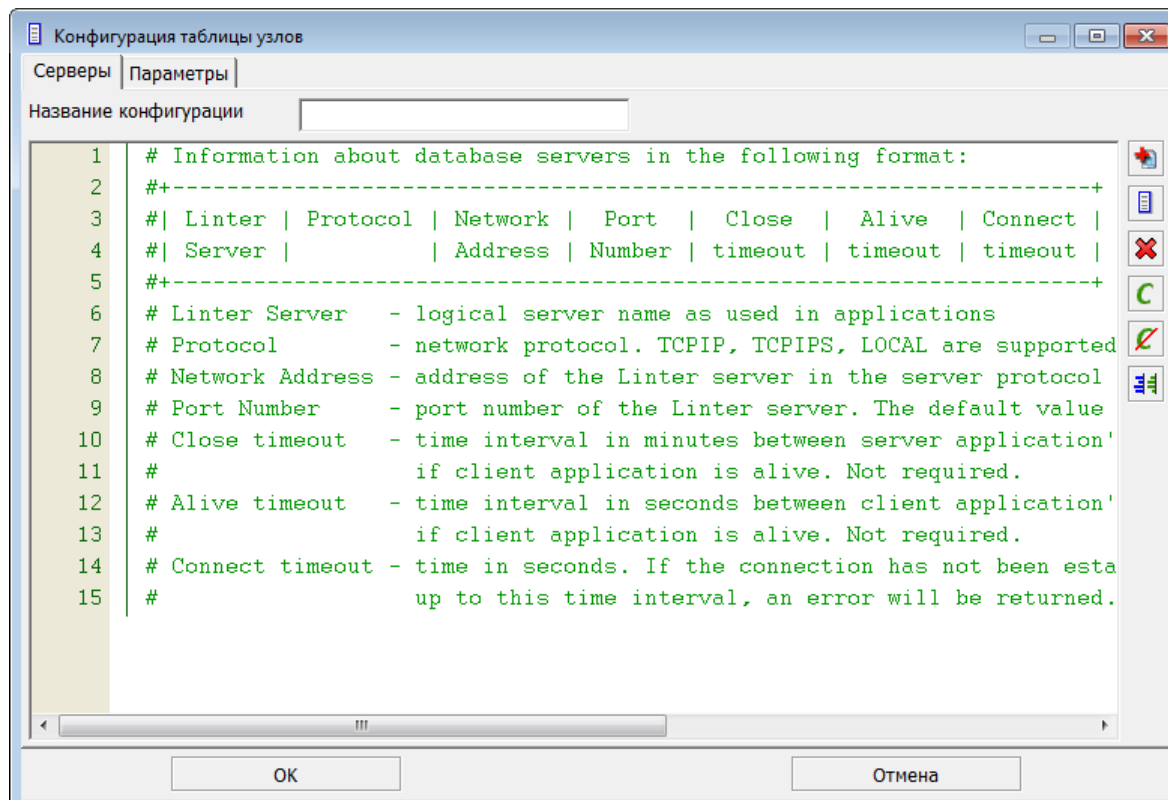 Конфигурация таблицы узлов
Серверы Параметры
Название конфигурации
1 # Information about database servers in the following format:
2 #+--------------------------------------------------------------------+
3 #| Linter | Protocol | Network | Port | Close | Alive | Connect |
4 #| Server | | Address | Number | timeout | timeout | timeout |
5 #+--------------------------------------------------------------------+
6 # Linter Server - logical server name as used in applications
7 # Protocol - network protocol. TCPIP, TCPIPS, LOCAL are supported
8 # Network Address - address of the Linter server in the server protocol
9 # Port Number - port number of the Linter server. The default value
10 # Close timeout - time interval in minutes between server application'
11 # if client application is alive. Not required.
12 # Alive timeout - time interval in seconds between client application'
13 # if client application is alive. Not required.
14 # Connect timeout - time in seconds. If the connection has not been esta
15 # up to this time interval, an error will be returned.
OK Отмена